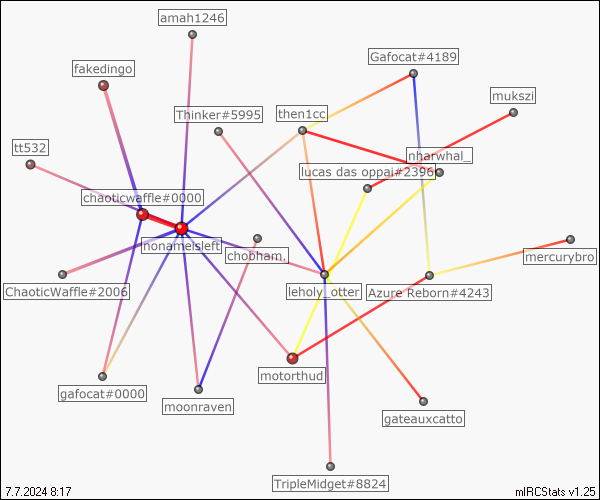 amah1246
Gafocat#4189
fakedingo
mukszi
Thinker#5995
then1cc
tt532
nharwhal_
lucas das oppai#2396
chaoticwaffle#0000
nonameisleft
chobham.
mercurybro
ChaoticWaffle#2006
leholy_otter
Azure Reborn#4243
motorthud
gafocat#0000
moonraven
gateauxcatto
TripleMidget#8824
7.7.2024 8:17
mIRCStats v1.25